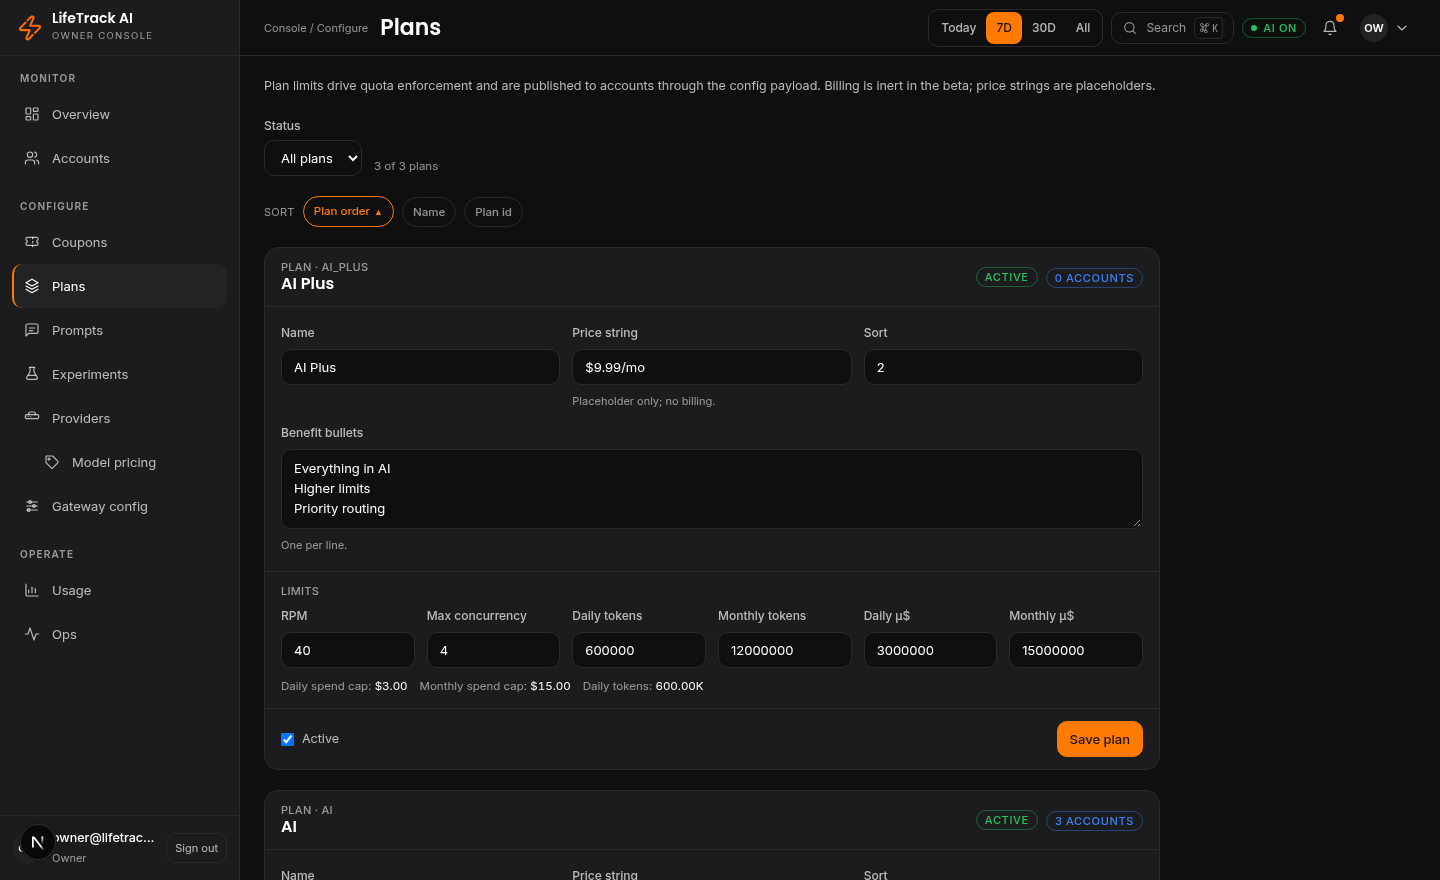 LifeTrack AI
OWNER CONSOLE
MONITOR
Overview
Accounts
CONFIGURE
Coupons
Plans
Prompts
Experiments
Providers
Model pricing
Gateway config
OPERATE
Usage
Ops
N
owner@lifetrac...
Owner
Sign out
Console / Configure
Plans
Today
7D
30D
All
Search
⌘ K
AI ON
OW
Plan limits drive quota enforcement and are published to accounts through the config payload. Billing is inert in the beta; price strings are placeholders.
Status
All plans
3 of 3 plans
SORT
Plan order ▲
Name
Plan id
PLAN · AI_PLUS
AI Plus
ACTIVE
0 ACCOUNTS
Name
Price string
Sort
AI Plus
$9.99/mo
2
Placeholder only; no billing.
Benefit bullets
Everything in AI
Higher limits
Priority routing
One per line.
LIMITS
RPM
Max concurrency
Daily tokens
Monthly tokens
Daily µ$
Monthly µ$
40
4
600000
12000000
3000000
15000000
Daily spend cap: $3.00
Monthly spend cap: $15.00
Daily tokens: 600.00K
Active
Save plan
PLAN · AI
AI
ACTIVE
3 ACCOUNTS
Name
Price string
Sort